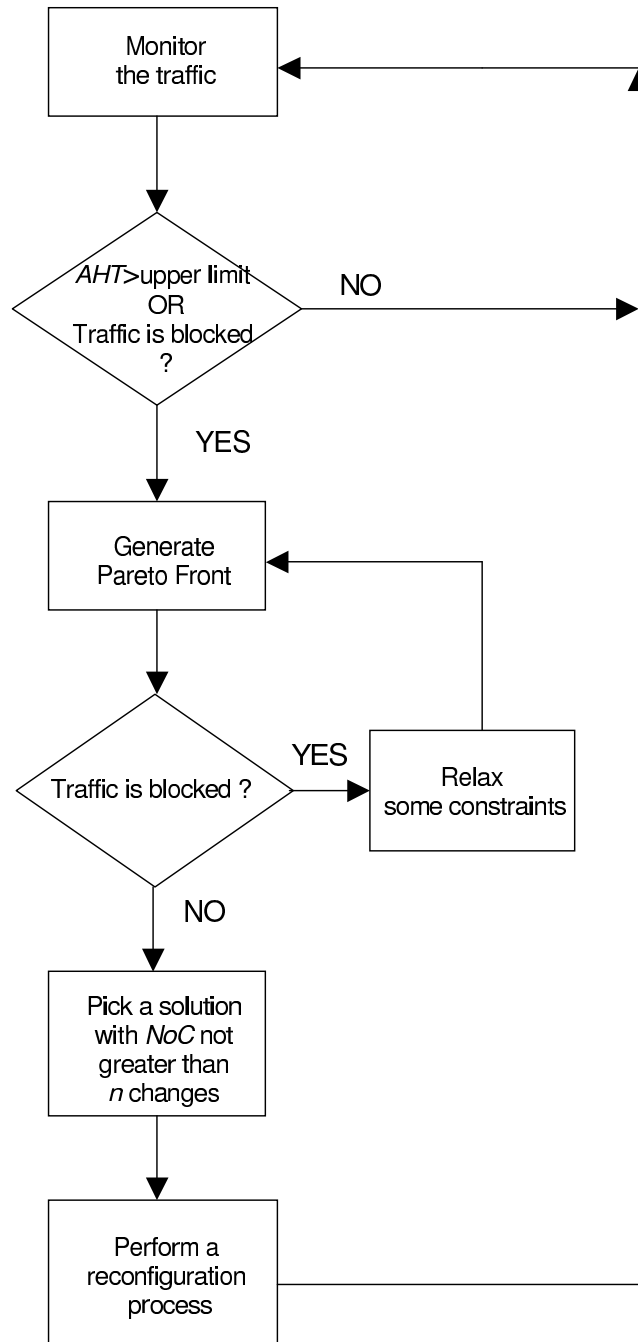 Monitor
the traffic
AHT>upper limit
OR
Traffic is blocked
?
NO
YES
Generate
Pareto Front
Traffic is blocked ?
YES
Relax
some constraints
NO
Pick a solution
with NoC not
greater than
n changes
Perform a
reconfiguration
process